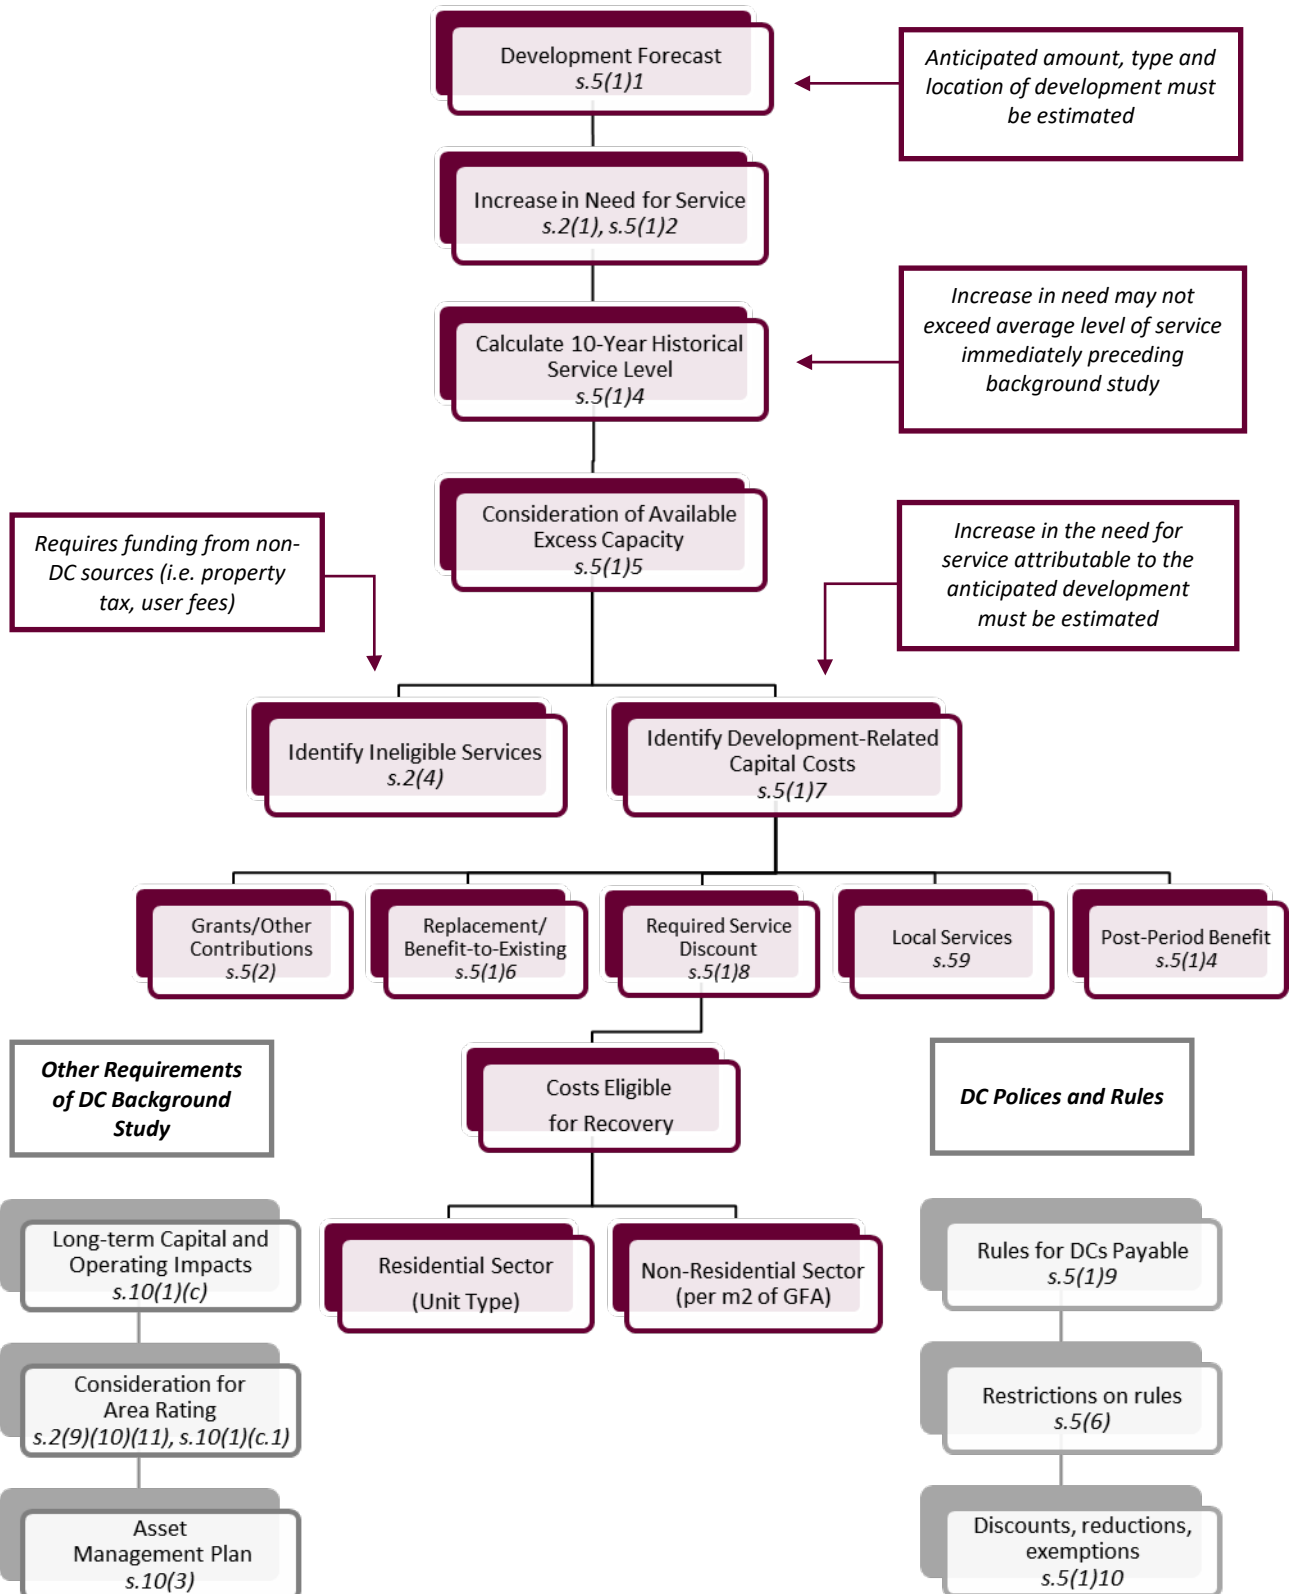 Development Forecast
s.5(1)1
Anticipated amount, type and
location of development must
be estimated
Increase in Need for Service
s.2(1), s.5(1)2
Calculate 10-Year Historical
Service Level
s.5(1)4
Increase in need may not
exceed average level of service
immediately preceding
background study
Consideration of Available
Excess Capacity
s.5(1)5
Requires funding from non-
DC sources (i.e. property
tax, user fees)
Increase in the need for
service attributable to the
anticipated development
must be estimated
Identify Ineligible Services
s.2(4)
Identify Development-Related
Capital Costs
s.5(1)7
Grants/Other
Contributions
s.5(2)
Replacement/
Benefit-to-Existing
s.5(1)6
Required Service
Discount
s.5(1)8
Local Services
s.59
Post-Period Benefit
s.5(1)4
Costs Eligible
for Recovery
Residential Sector
(Unit Type)
Non-Residential Sector
(per m2 of GFA)
Other Requirements
of DC Background
Study
Long-term Capital and
Operating Impacts
s.10(1)(c)
Consideration for
Area Rating
s.2(9)(10)(11), s.10(1)(c.1)
Asset
Management Plan
s.10(3)
DC Polices and Rules
Rules for DCs Payable
s.5(1)9
Restrictions on rules
s.5(6)
Discounts, reductions,
exemptions
s.5(1)10